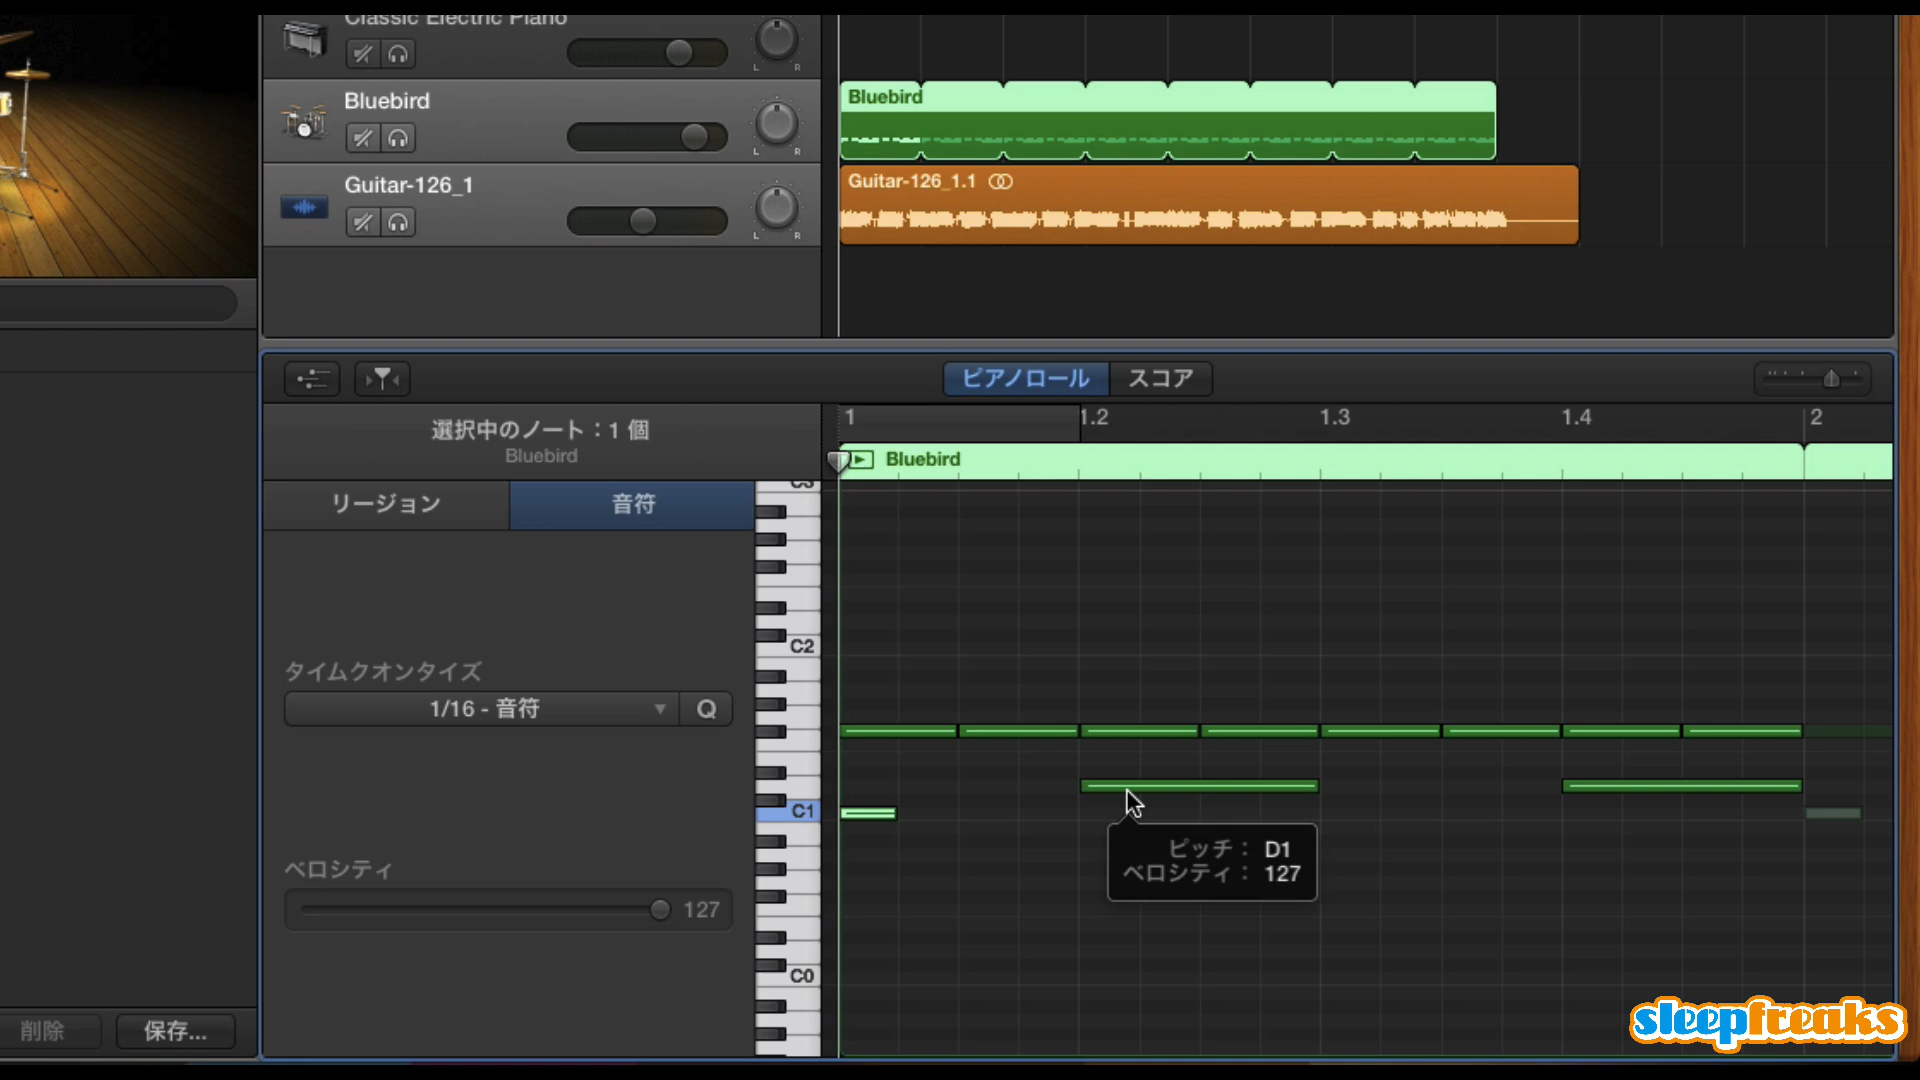 Classic Electric Piano
Bluebird
Bluebird
L R
Guitar-126_1
Guitar-126_1.1
L R
L R
ピアノロール
スコア
選択中のノート：1 個
Bluebird
1
1.2
1.3
1.4
2
Bluebird
リージョン
音符
C3
C2
タイムクオンタイズ
1/16 - 音符
Q
C1
ピッチ： D1
ベロシティ： 127
ベロシティ
127
C0
削除
保存...
sleepfreaks